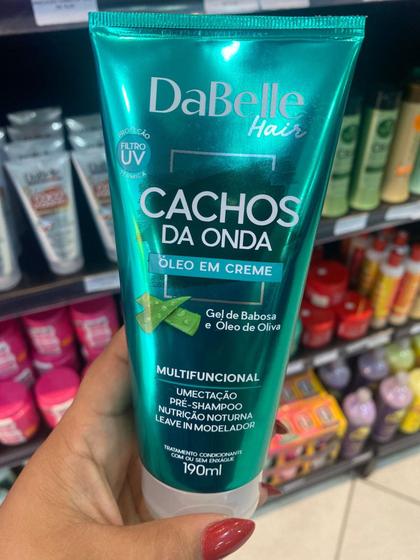 DaBelle
Hair
PROTEÇÃO
FILTRO
UV
TÉRMICA
CACHOS
DA ONDA
ÓLEO EM CREME
Gel de Babosa
e Óleo de Oliva
MULTIFUNCIONAL
UMECTAÇÃO
PRÉ-SHAMPOO
NUTRIÇÃO NOTURNA
LEAVE IN MODELADOR
TRATAMENTO CONDICIONANTE
COM OU SEM ENXÁGUE
190ml